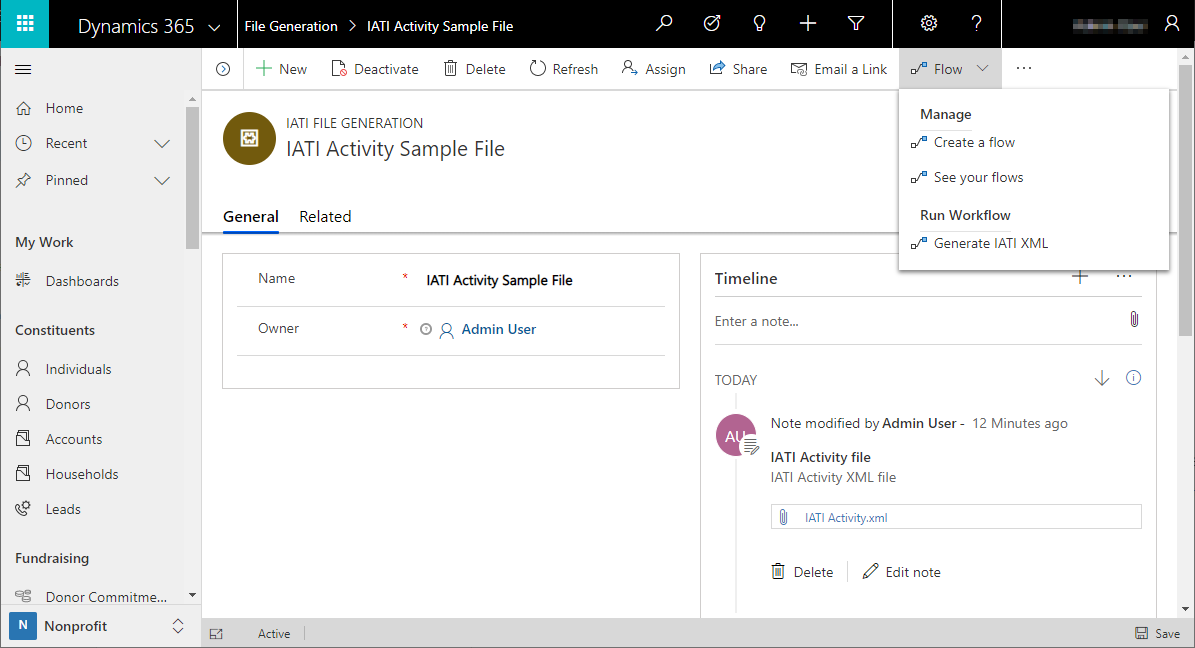 Dynamics 365
File Generation > IATI Activity Sample File
?
New
Deactivate
Delete
Refresh
Assign
Share
Email a Link
Flow
...
Home
Recent
Pinned
My Work
Dashboards
Constituents
Individuals
Donors
Accounts
Households
Leads
Fundraising
Donor Commitme...
N
Nonprofit
IATI FILE GENERATION
IATI Activity Sample File
General
Related
Name
*
IATI Activity Sample File
Owner
*
Admin User
Manage
Create a flow
See your flows
Run Workflow
Generate IATI XML
Timeline
Enter a note...
TODAY
AU
Note modified by Admin User - 12 Minutes ago
IATI Activity file
IATI Activity XML file
IATI Activity.xml
Delete
Edit note
Active
Save